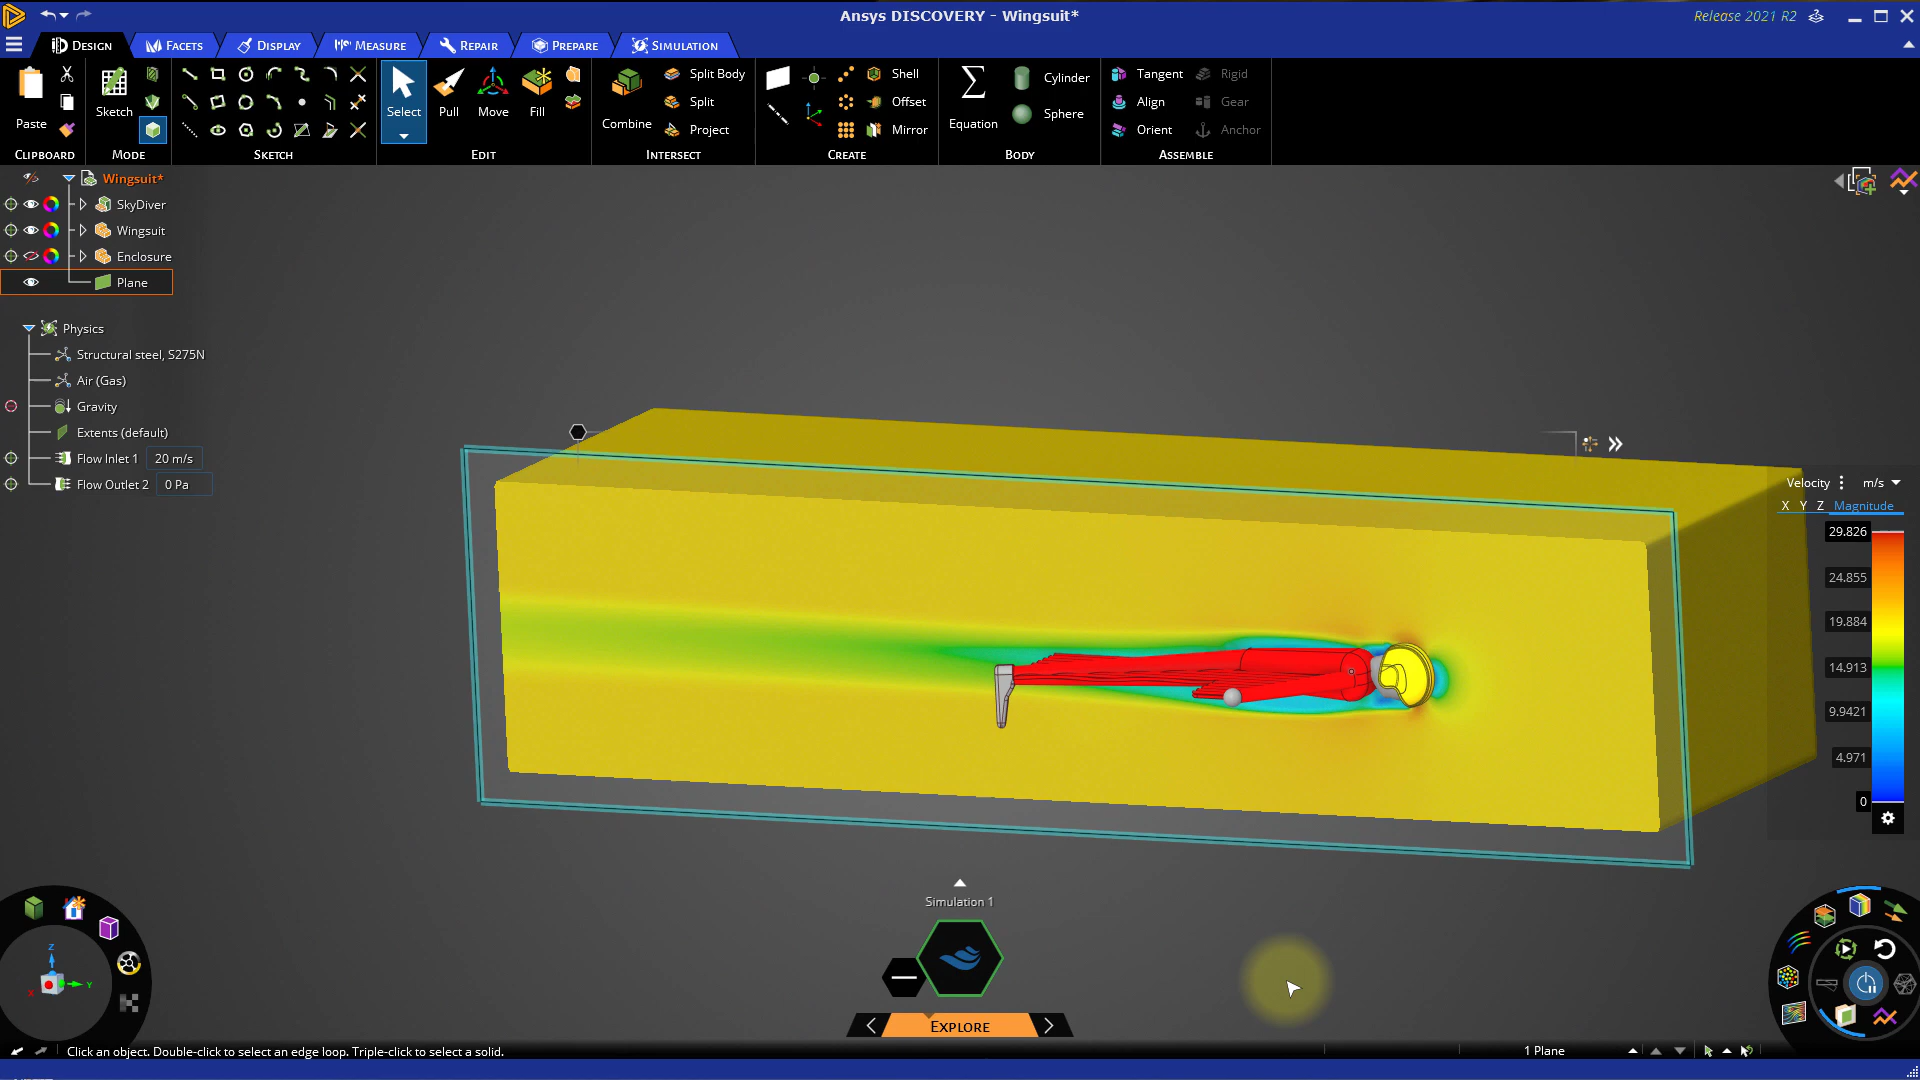 Ansys DISCOVERY - Wingsuit*
Release 2021 R2
DESIGN
FACETS
DISPLAY
MEASURE
REPAIR
PREPARE
SIMULATION
Paste
CLIPBOARD
Sketch
MODE
SKETCH
Select
Pull
Move
Fill
EDIT
Combine
Split Body
Split
Project
INTERSECT
Shell
Offset
Mirror
CREATE
Equation
Cylinder
Sphere
BODY
Tangent
Align
Orient
Rigid
Gear
Anchor
ASSEMBLE
Wingsuit*
SkyDiver
Wingsuit
Enclosure
Plane
Physics
Structural steel, S275N
Air (Gas)
Gravity
Extents (default)
Flow Inlet 1 20 m/s
Flow Outlet 2 0 Pa
Velocity m/s
X Y Z Magnitude
29.826
24.855
19.884
14.913
9.9421
4.971
0
Z
X
Y
Simulation 1
EXPLORE
Click an object. Double-click to select an edge loop. Triple-click to select a solid.
1 Plane